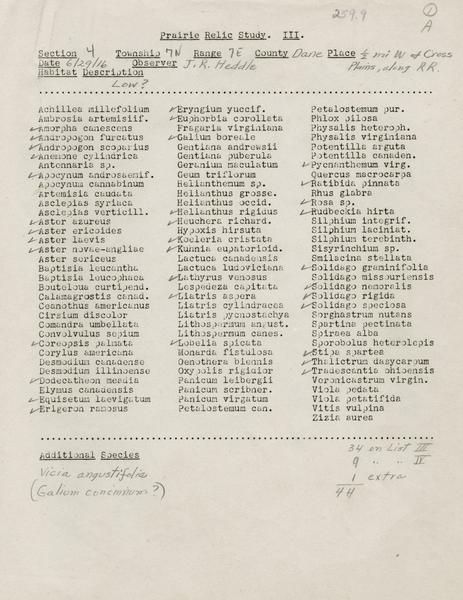 259.9
① A
Prairie Relic Study. III.
Section 4 Township 7N Range 7E County Dane Place ½ mi W of Cross
Date 6/29/46 Observer J.R. Heddle Plains, along RR.
Habitat Description
Low?
Achillea millefolium
Ambrosia artemisiif.
✓Amorpha canescens
✓Andropogon furcatus
✓Andropogon scoparius
✓Anemone cylindrica
Antennaria sp.
✓Apocynum androsaemif.
Apocynum cannabinum
Artemisia caudata
Asclepias syriaca
Asclepias verticill.
✓Aster azureus
✓Aster ericoides
✓Aster laevis
✓Aster novae-angliae
Aster sericeus
Baptisia leucantha
Baptisia leucophaea
Bouteloua curtipend.
Calamagrostis canad.
Ceanothus americanus
Cirsium discolor
Comandra umbellata
Convolvulus sepium
✓Coreopsis palmata
Corylus americana
Desmodium canadense
Desmodium illinoense
✓Dodecatheon meadia
Elymus canadensis
✓Equisetum laevigatum
✓Erigeron ramosus
✓Eryngium yuccif.
✓Euphorbia corollata
Fragaria virginiana
✓Galium boreale
Gentiana andrewsii
Gentiana puberula
Geranium maculatum
Geum triflorum
Helianthemum sp.
Helianthus grosse.
Helianthus occid.
✓Helianthus rigidus
✓Heuchera richard.
Hypoxis hirsuta
✓Koeleria cristata
✓Kuhnia eupatorioid.
Lactuca canadensis
Lactuca ludoviciana
✓Lathyrus venosus
Lespedeza capitata
✓Liatris aspera
Liatris cylindracea
Liatris pycnostachya
Lithospermum angust.
Lithospermum canes.
✓Lobelia spicata
Monarda fistulosa
Oenothera biennis
Oxypolis rigidior
Panicum leibergii
Panicum scribner.
Panicum virgatum
Petalostemum can.
Petalostemum pur.
Phlox pilosa
Physalis heteroph.
Physalis virginiana
Potentilla arguta
Potentilla canaden.
✓Pycnanthemum virg.
Quercus macrocarpa
✓Ratibida pinnata
Rhus glabra
✓Rosa sp.
✓Rudbeckia hirta
Silphium integrif.
Silphium laciniat.
Silphium terebinth.
Sisyrinchium sp.
Smilacina stellata
✓Solidago graminifolia
Solidago missouriensis
✓Solidago nemoralis
✓Solidago rigida
✓Solidago speciosa
Sorghastrum nutans
Spartina pectinata
Spiraea alba
Sporobolus heterolepis
✓Stipa spartea
✓Thalictrum dasycarpum
✓Tradescantia ohioensis
Veronicastrum virgin.
Viola pedata
Viola pedatifida
Vitis vulpina
Zizia aurea
Additional Species
Vicia angustifolia
(Galium concinnum?)
34 on List III
9 " " IV
1 extra
44